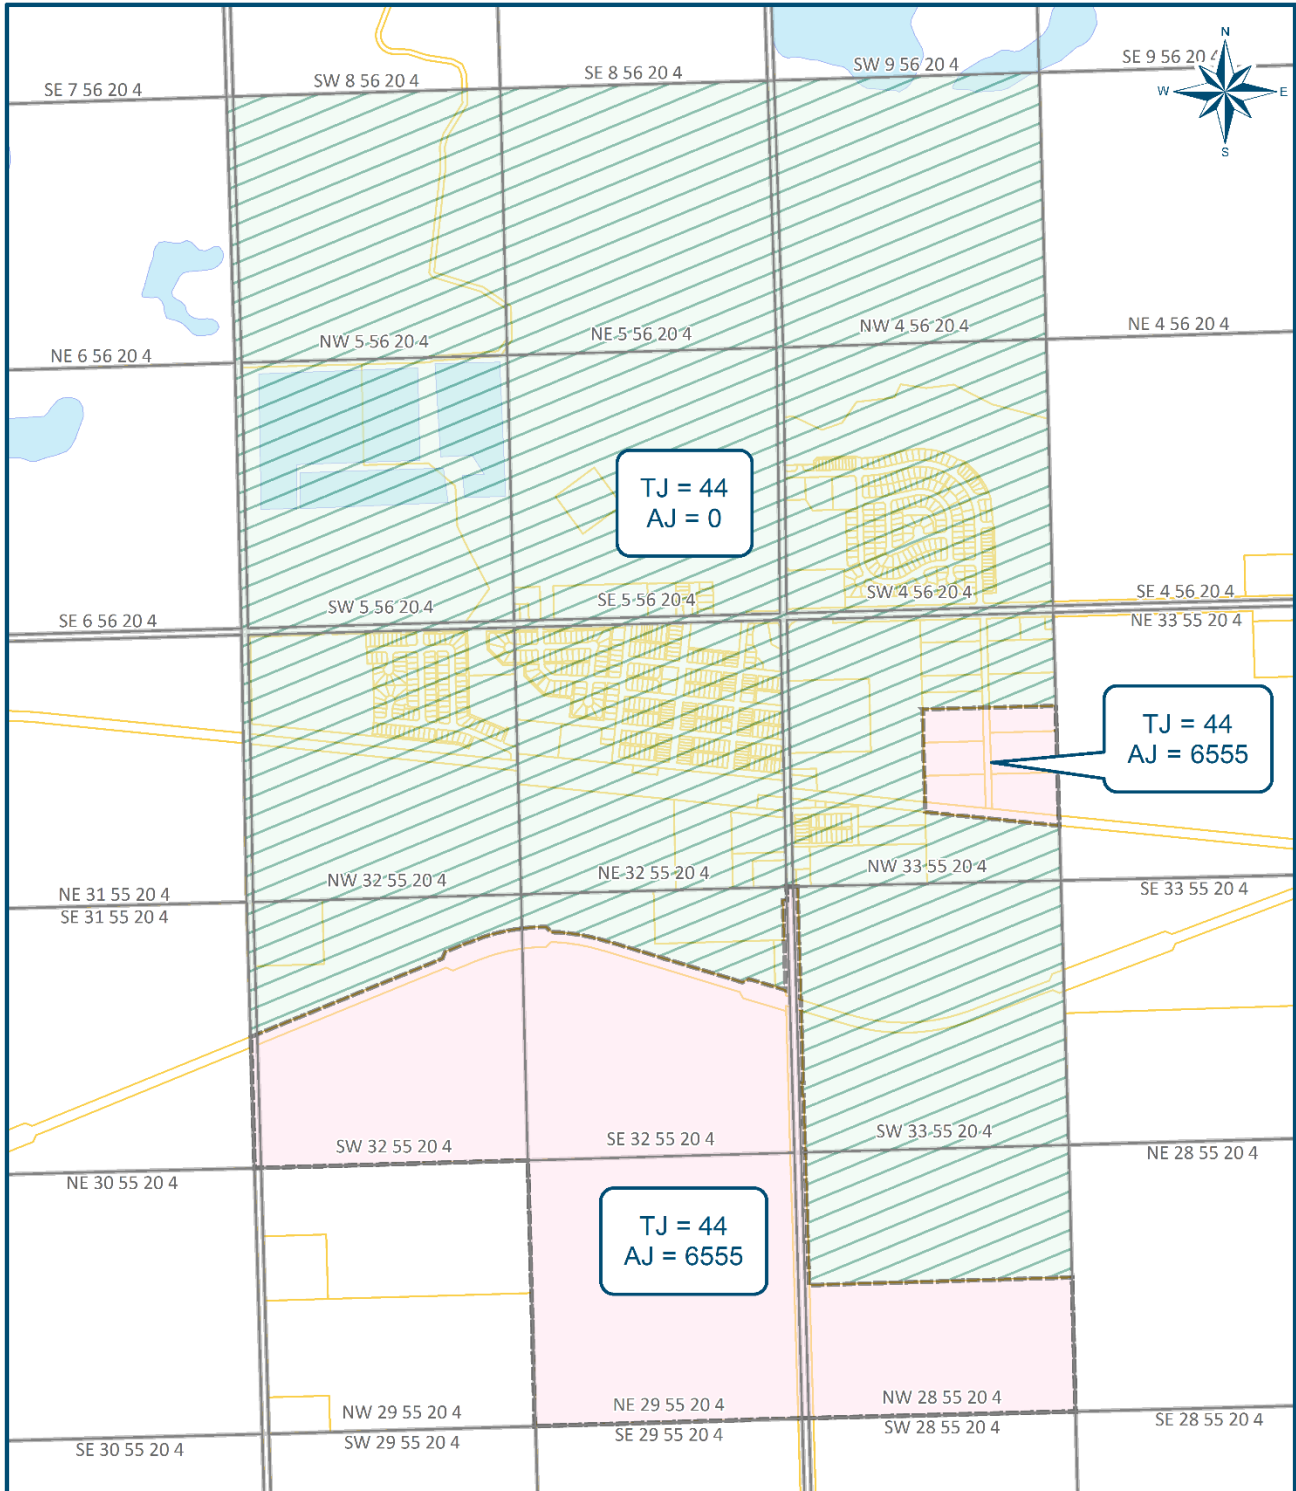 N
W
E
S
SE 7 56 20 4
SW 8 56 20 4
SE 8 56 20 4
SW 9 56 20 4
SE 9 56 20 4
NE 6 56 20 4
NW 5 56 20 4
NE 5 56 20 4
NW 4 56 20 4
NE 4 56 20 4
TJ = 44
AJ = 0
SE 6 56 20 4
SW 5 56 20 4
SE 5 56 20 4
SW 4 56 20 4
SE 4 56 20 4
NE 33 55 20 4
TJ = 44
AJ = 6555
NE 31 55 20 4
SE 31 55 20 4
NW 32 55 20 4
NE 32 55 20 4
NW 33 55 20 4
SE 33 55 20 4
NE 30 55 20 4
SW 32 55 20 4
SE 32 55 20 4
SW 33 55 20 4
NE 28 55 20 4
TJ = 44
AJ = 6555
SE 30 55 20 4
NW 29 55 20 4
SW 29 55 20 4
NE 29 55 20 4
SE 29 55 20 4
NW 28 55 20 4
SW 28 55 20 4
SE 28 55 20 4